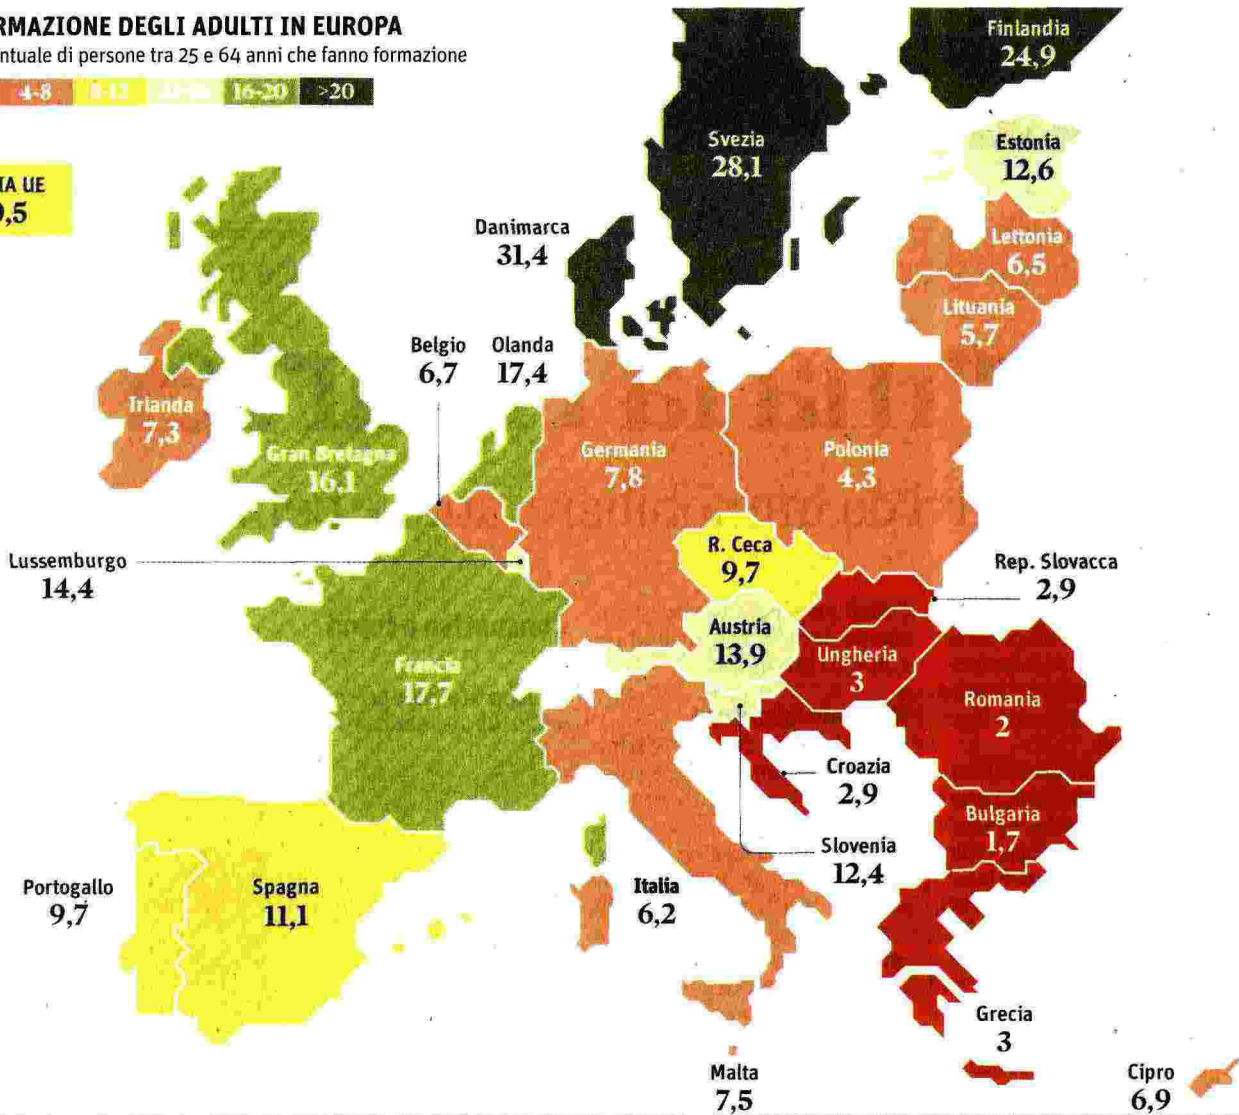 RMAZIONE DEGLI ADULTI IN EUROPA
ntuale di persone tra 25 e 64 anni che fanno formazione
4-8 8-12 16-20 >20
IA UE
9,5
Finlandia
24,9
Svezia
28,1
Estonia
12,6
Danimarca
31,4
Lettonia
6,5
Lituania
5,7
Belgio
6,7
Olanda
17,4
Irlanda
7,3
Gran Bretagna
16,1
Germania
7,8
Polonia
4,3
Lussemburgo
14,4
R. Ceca
9,7
Rep. Slovacca
2,9
Austria
13,9
Ungheria
3
Francia
17,7
Romania
2
Croazia
2,9
Bulgaria
1,7
Slovenia
12,4
Portogallo
9,7
Spagna
11,1
Italia
6,2
Grecia
3
Malta
7,5
Cipro
6,9